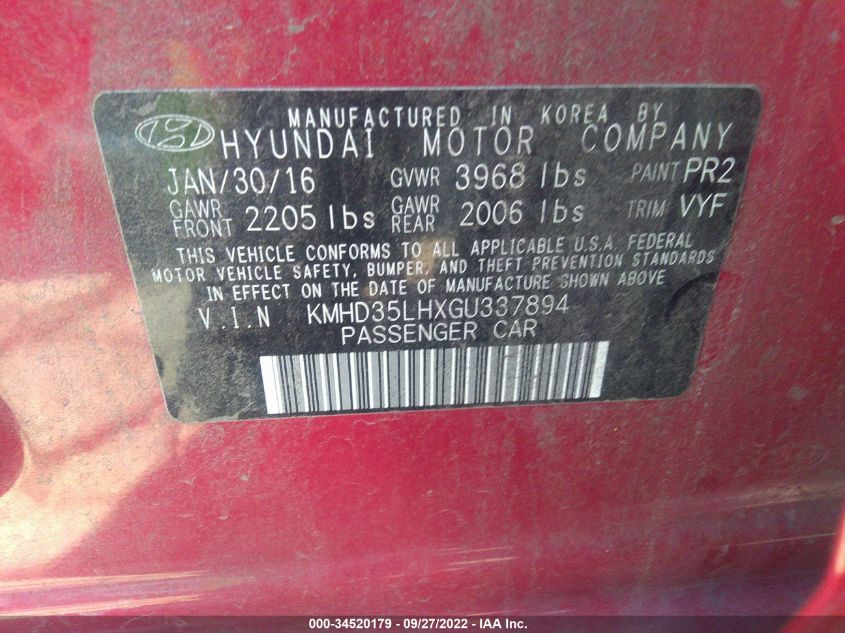 MANUFACTURED IN KOREA BY
HYUNDAI MOTOR COMPANY
JAN/30/16 GVWR 3968 lbs PAINT PR2
GAWR FRONT 2205 lbs GAWR REAR 2006 lbs TRIM VYF
THIS VEHICLE CONFORMS TO ALL APPLICABLE U.S.A. FEDERAL
MOTOR VEHICLE SAFETY, BUMPER, AND THEFT PREVENTION STANDARDS
IN EFFECT ON THE DATE OF MANUFACTURE SHOWN ABOVE
V.I.N KMHD35LHXGU337894
PASSENGER CAR
000-34520179 - 09/27/2022 - IAA Inc.